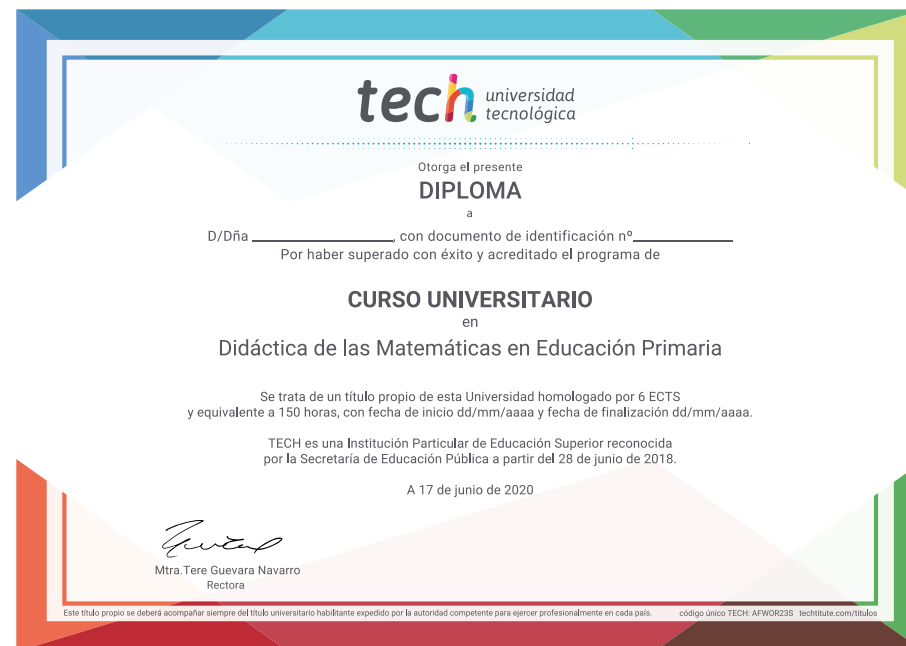 tech universidad
tecnológica
Otorga el presente
DIPLOMA
a
D/Dña ____________________, con documento de identificación nº______________
Por haber superado con éxito y acreditado el programa de
CURSO UNIVERSITARIO
en
Didáctica de las Matemáticas en Educación Primaria
Se trata de un título propio de esta Universidad homologado por 6 ECTS
y equivalente a 150 horas, con fecha de inicio dd/mm/aaaa y fecha de finalización dd/mm/aaaa.
TECH es una Institución Particular de Educación Superior reconocida
por la Secretaría de Educación Pública a partir del 28 de junio de 2018.
A 17 de junio de 2020
Mtra.Tere Guevara Navarro
Rectora
Este título propio se deberá acompañar siempre del título universitario habilitante expedido por la autoridad competente para ejercer profesionalmente en cada país. código único TECH: AFWOR23S techtitute.com/titulos